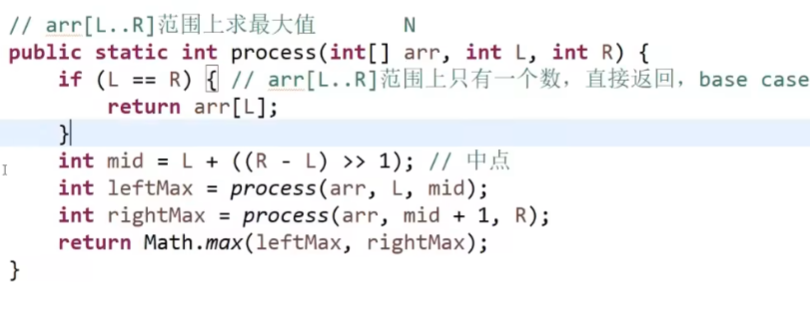 // arr[L..R]范围上求最大值 N
public static int process(int[] arr, int L, int R) {
if (L == R) { // arr[L..R]范围上只有一个数，直接返回，base case
return arr[L];
}
int mid = L + ((R - L) >> 1); // 中点
int leftMax = process(arr, L, mid);
int rightMax = process(arr, mid + 1, R);
return Math.max(leftMax, rightMax);
}